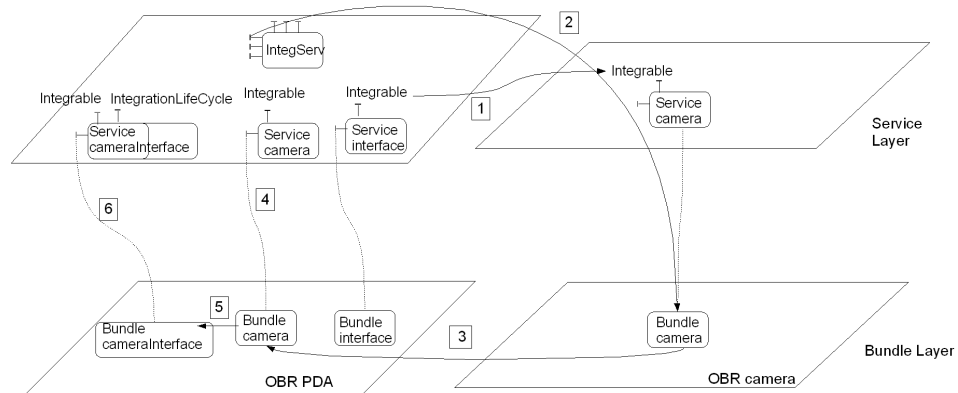 2
IntegServ
Integrable
Integrable
IntegrationLifeCycle
Integrable
Integrable
1
Service
camera
Service
cameraInterface
Service
camera
Service
interface
Service
Layer
6
4
5
Bundle
cameraInterface
Bundle
camera
Bundle
interface
3
Bundle
camera
Bundle Layer
OBR PDA
OBR camera